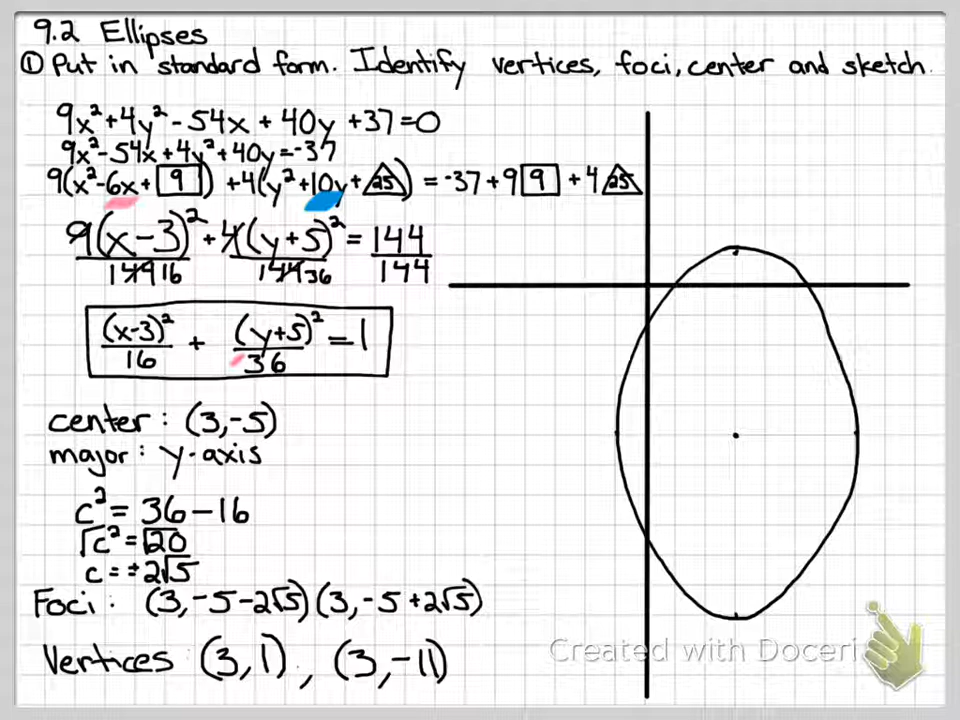 9.2 Ellipses
① Put in standard form. Identify vertices, foci, center and sketch.
9x² + 4y² - 54x + 40y + 37 = 0
9x² - 54x + 4y² + 40y = -37
9(x² - 6x + 9) + 4(y² + 10y + 25) = -37 + 9 9 + 4 25
9(x-3)² + 4(y+5)² = 144
144 16 144 36 144
(x-3)² + (y+5)² = 1
16 36
center : (3,-5)
major : y-axis
c² = 36 - 16
√c² = √20
c = ±2√5
Foci : (3, -5 - 2√5) (3, -5 + 2√5)
Vertices (3, 1) , (3, -11)
Created with Doceri